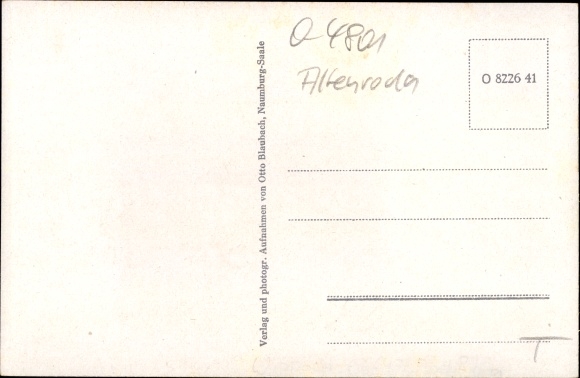 O 4801
Altenroda
O 8226 41
Verlag und photogr. Aufnahmen von Otto Blaubach, Naumburg-Saale
T